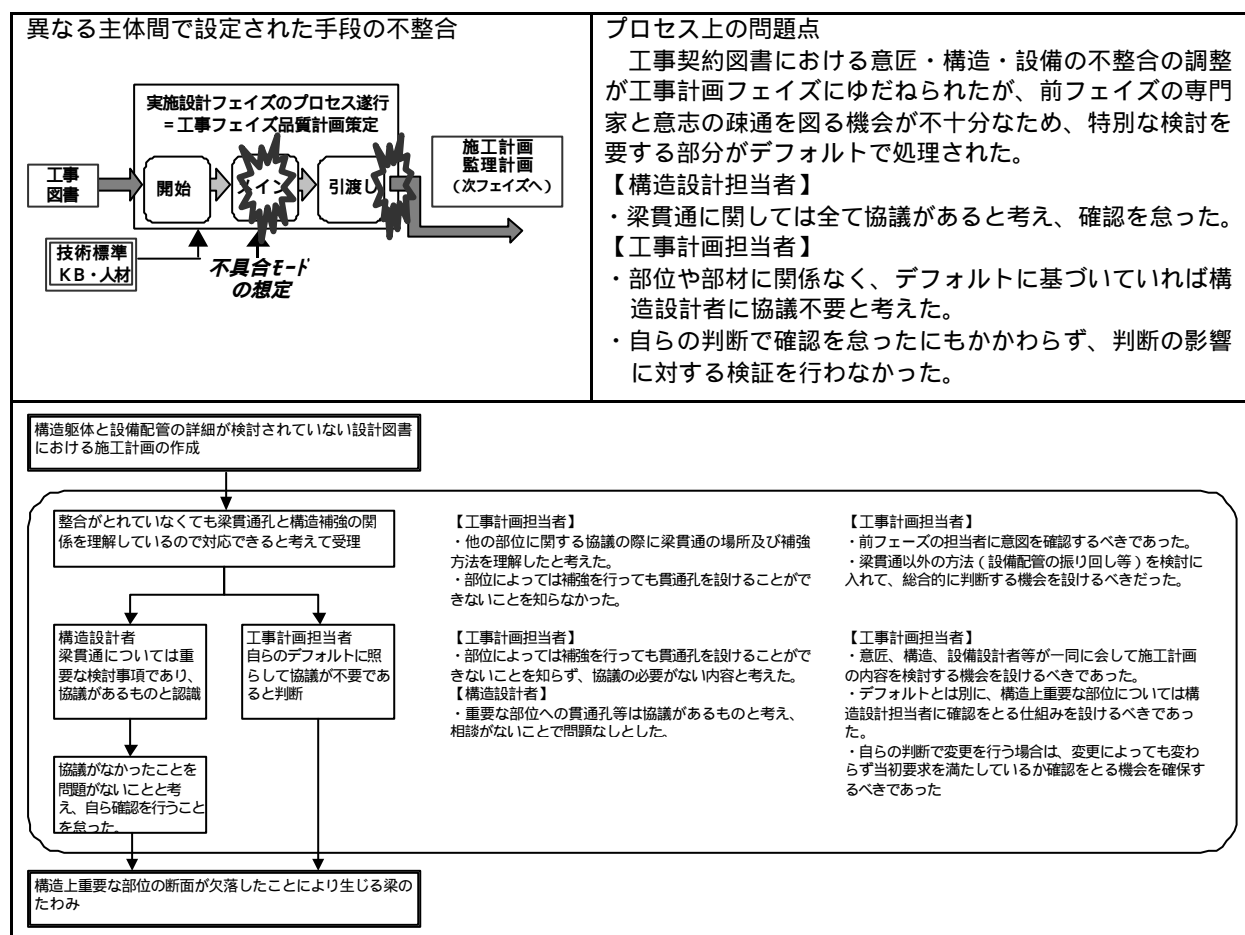 異なる主体間で設定された手段の不整合
実施設計フェイズのプロセス遂行
=工事フェイズ品質計画策定
工事
図書
開始
メイン
引渡し
施工計画
監理計画
(次フェイズへ)
技術標準
KB・人材
不具合モード
の想定
プロセス上の問題点
工事契約図書における意匠・構造・設備の不整合の調整
が工事計画フェイズにゆだねられたが、前フェイズの専門
家と意志の疎通を図る機会が不十分なため、特別な検討を
要する部分がデフォルトで処理された。
【構造設計担当者】
・梁貫通に関しては全て協議があると考え、確認を怠った。
【工事計画担当者】
・部位や部材に関係なく、デフォルトに基づいていれば構
造設計者に協議不要と考えた。
・自らの判断で確認を怠ったにもかかわらず、判断の影響
に対する検証を行わなかった。
構造躯体と設備配管の詳細が検討されていない設計図書
における施工計画の作成
整合がとれていなくても梁貫通孔と構造補強の関
係を理解しているので対応できると考えて受理
【工事計画担当者】
・他の部位に関する協議の際に梁貫通の場所及び補強
方法を理解したと考えた。
・部位によっては補強を行っても貫通孔を設けることがで
きないことを知らなかった。
【工事計画担当者】
・前フェーズの担当者に意図を確認するべきであった。
・梁貫通以外の方法(設備配管の振り回し等)を検討に
入れて、総合的に判断する機会を設けるべきだった。
構造設計者
梁貫通については重
要な検討事項であり、
協議があるものと認識
工事計画担当者
自らのデフォルトに照
らして協議が不要であ
ると判断
【工事計画担当者】
・部位によっては補強を行っても貫通孔を設けることがで
きないことを知らず、協議の必要がない内容と考えた。
【構造設計者】
・重要な部位への貫通孔等は協議があるものと考え、
相談がないことで問題なしとした。
【工事計画担当者】
・意匠、構造、設備設計者等が一同に会して施工計画
の内容を検討する機会を設けるべきであった。
・デフォルトとは別に、構造上重要な部位については構
造設計担当者に確認をとる仕組みを設けるべきであっ
た。
・自らの判断で変更を行う場合は、変更によっても変わ
らず当初要求を満たしているか確認をとる機会を確保す
るべきであった
協議がなかったことを
問題がないことと考
え、自ら確認を行うこと
を怠った。
構造上重要な部位の断面が欠落したことにより生じる梁の
たわみ